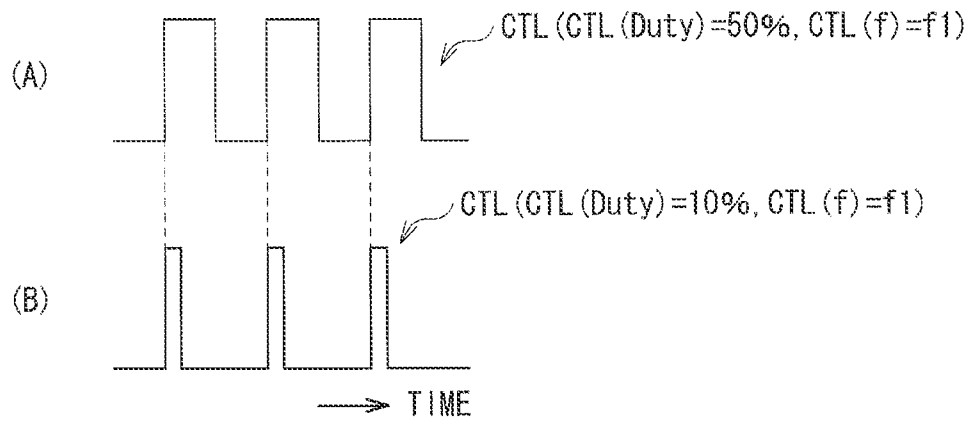 CTL(CTL(Duty)=50%, CTL(f)=f1)
(A)
CTL(CTL(Duty)=10%, CTL(f)=f1)
(B)
TIME